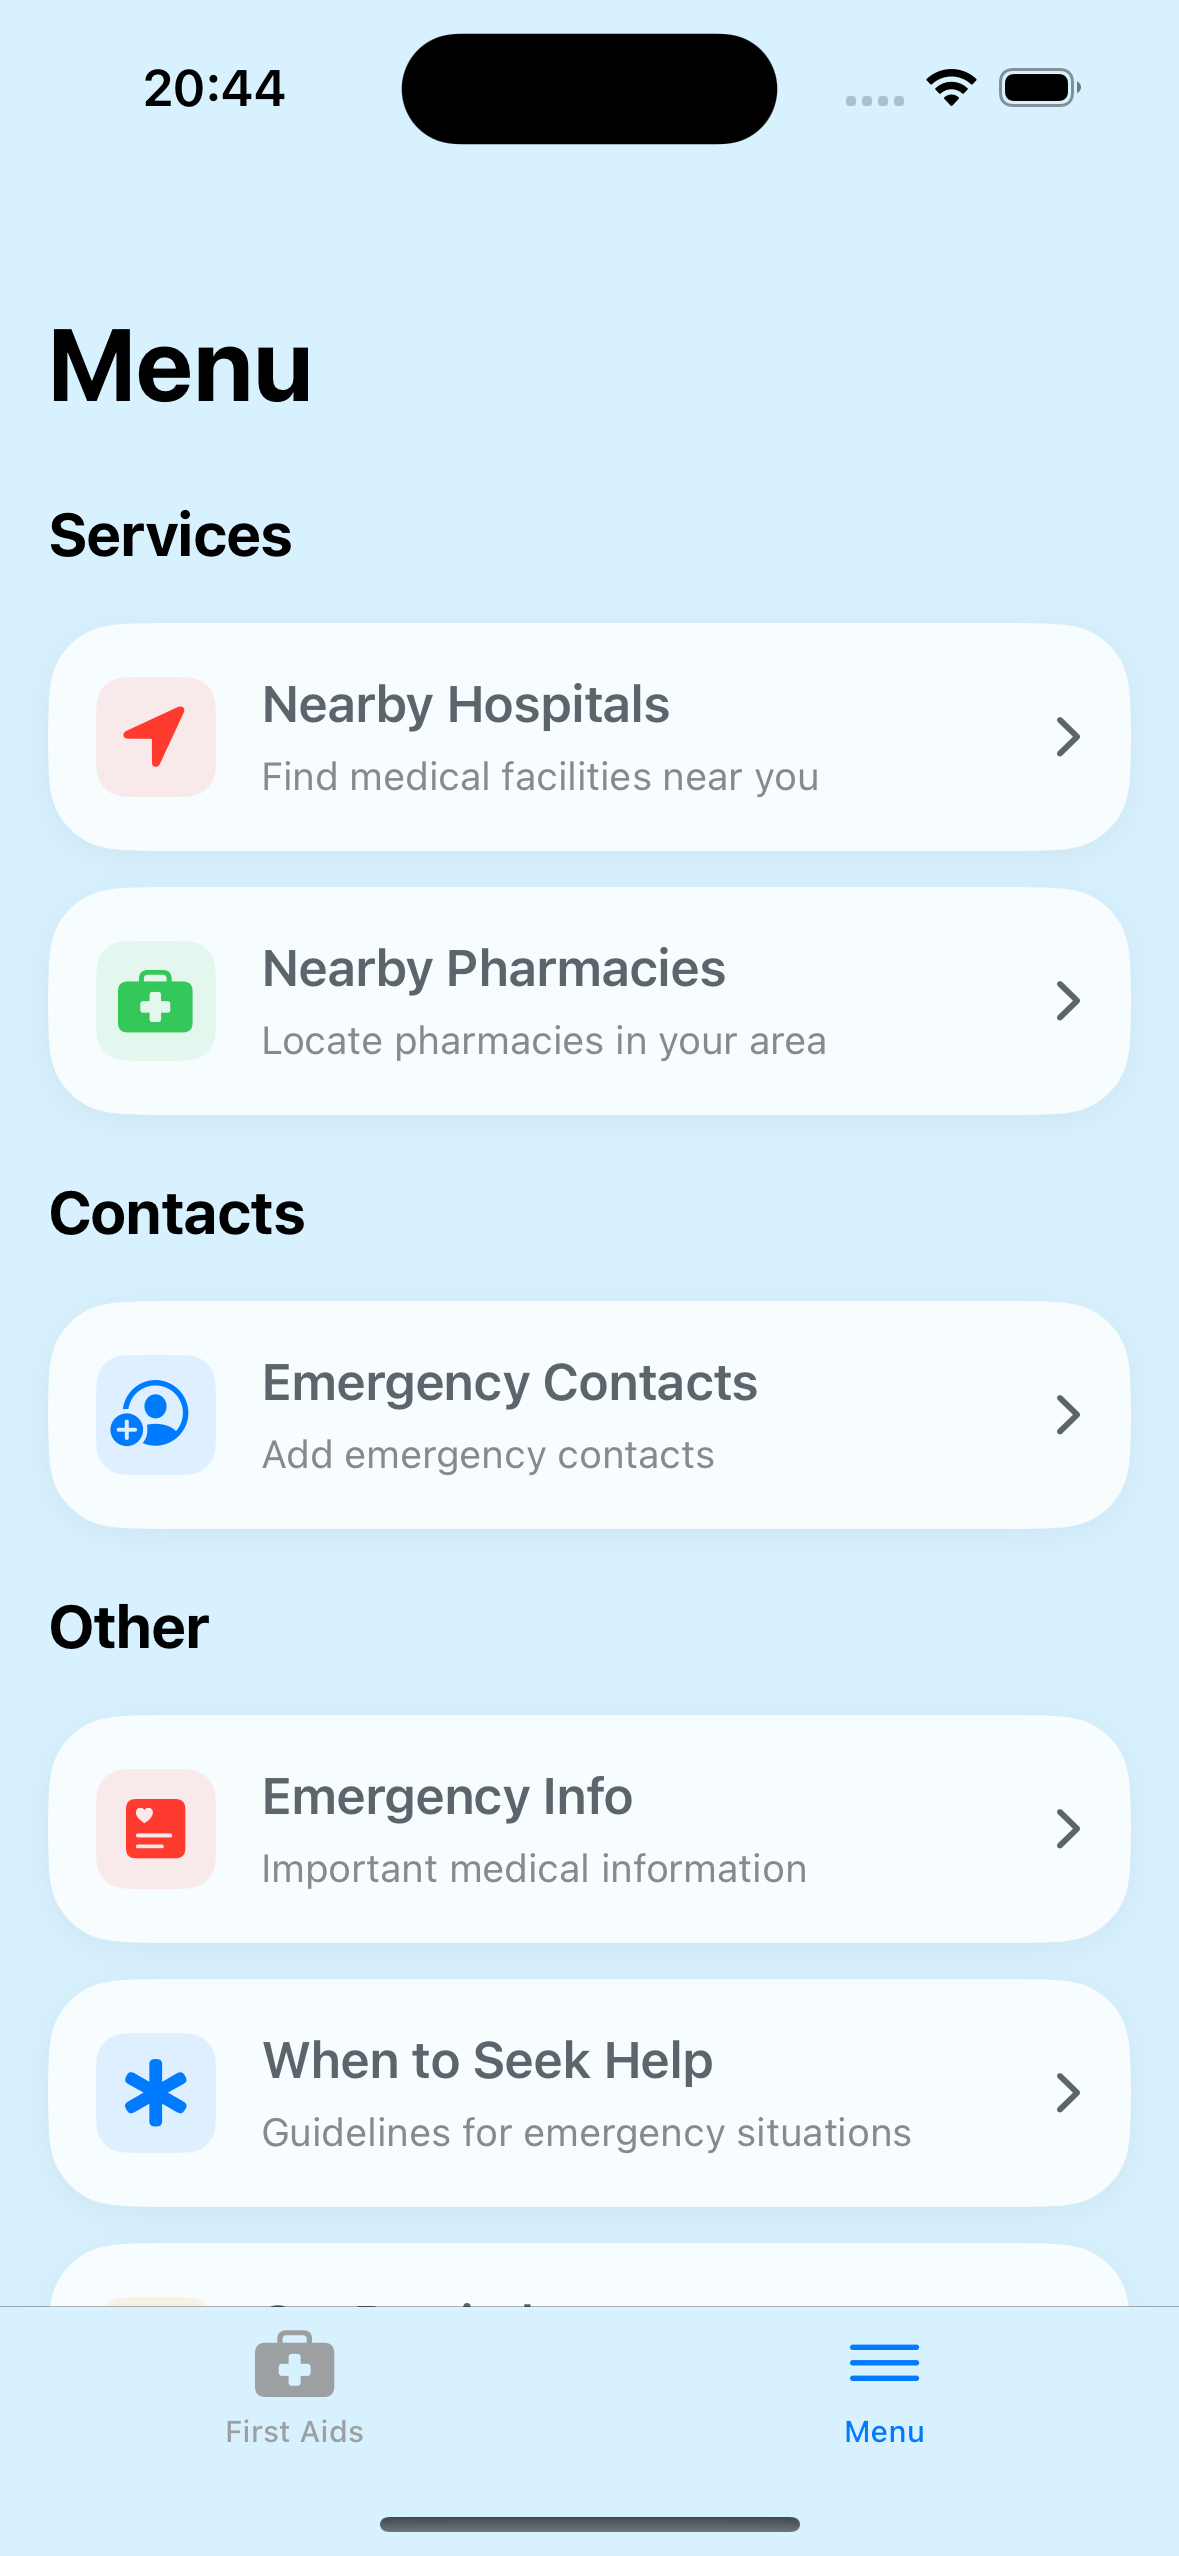 20:44
Menu
Services
Nearby Hospitals
Find medical facilities near you
Nearby Pharmacies
Locate pharmacies in your area
Contacts
Emergency Contacts
Add emergency contacts
Other
Emergency Info
Important medical information
When to Seek Help
Guidelines for emergency situations
First Aids
Menu